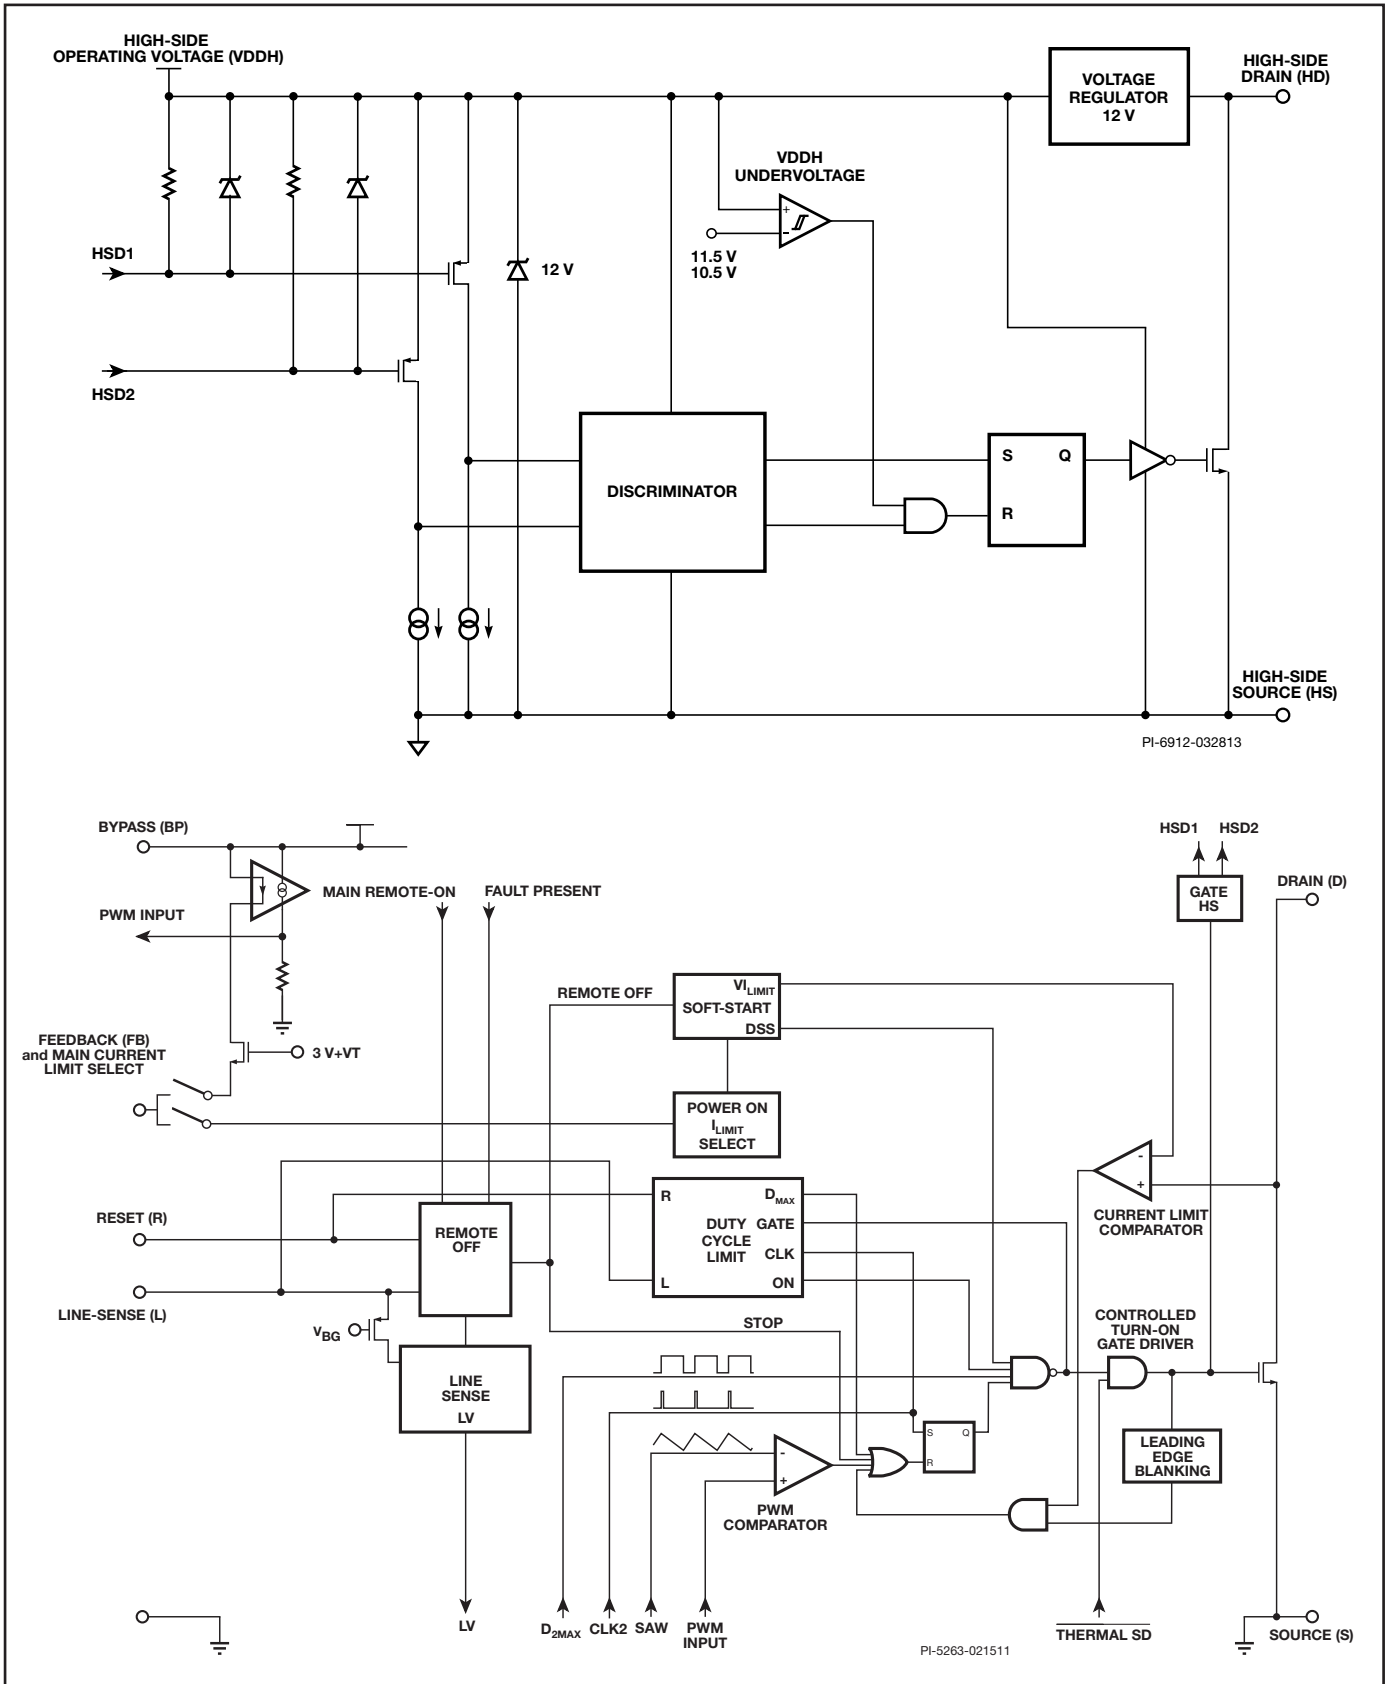 HIGH-SIDE
OPERATING VOLTAGE (VDDH)
VOLTAGE
REGULATOR
12 V
HIGH-SIDE
DRAIN (HD)
VDDH
UNDERVOLTAGE
+
-
11.5 V
10.5 V
HSD1
12 V
HSD2
DISCRIMINATOR
S
Q
R
HIGH-SIDE
SOURCE (HS)
PI-6912-032813
BYPASS (BP)
MAIN REMOTE-ON
FAULT PRESENT
PWM INPUT
HSD1
HSD2
GATE
HS
DRAIN (D)
REMOTE OFF
VI_LIMIT
SOFT-START
DSS
FEEDBACK (FB)
and MAIN CURRENT
LIMIT SELECT
3 V+VT
POWER ON
I_LIMIT
SELECT
-
+
CURRENT LIMIT
COMPARATOR
RESET (R)
REMOTE
OFF
R
D_MAX
DUTY GATE
CYCLE
LIMIT
CLK
L
ON
LINE-SENSE (L)
V_BG
STOP
CONTROLLED
TURN-ON
GATE DRIVER
LINE
SENSE
LV
S
Q
R
-
+
PWM
COMPARATOR
LEADING
EDGE
BLANKING
LV
D_2MAX
CLK2
SAW
PWM
INPUT
THERMAL SD
SOURCE (S)
PI-5263-021511